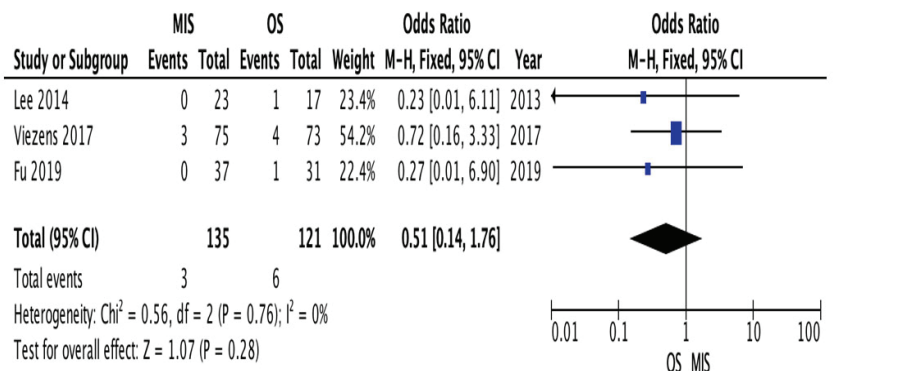 MIS OS Odds Ratio Odds Ratio
Study or Subgroup Events Total Events Total Weight M-H, Fixed, 95% CI Year M-H, Fixed, 95% CI
Lee 2014 0 23 1 17 23.4% 0.23 [0.01, 6.11] 2013
Viezens 2017 3 75 4 73 54.2% 0.72 [0.16, 3.33] 2017
Fu 2019 0 37 1 31 22.4% 0.27 [0.01, 6.90] 2019
Total (95% CI) 135 121 100.0% 0.51 [0.14, 1.76]
Total events 3 6
Heterogeneity: Chi² = 0.56, df = 2 (P = 0.76); I² = 0%
Test for overall effect: Z = 1.07 (P = 0.28)
0.01 0.1 1 10 100
OS MIS